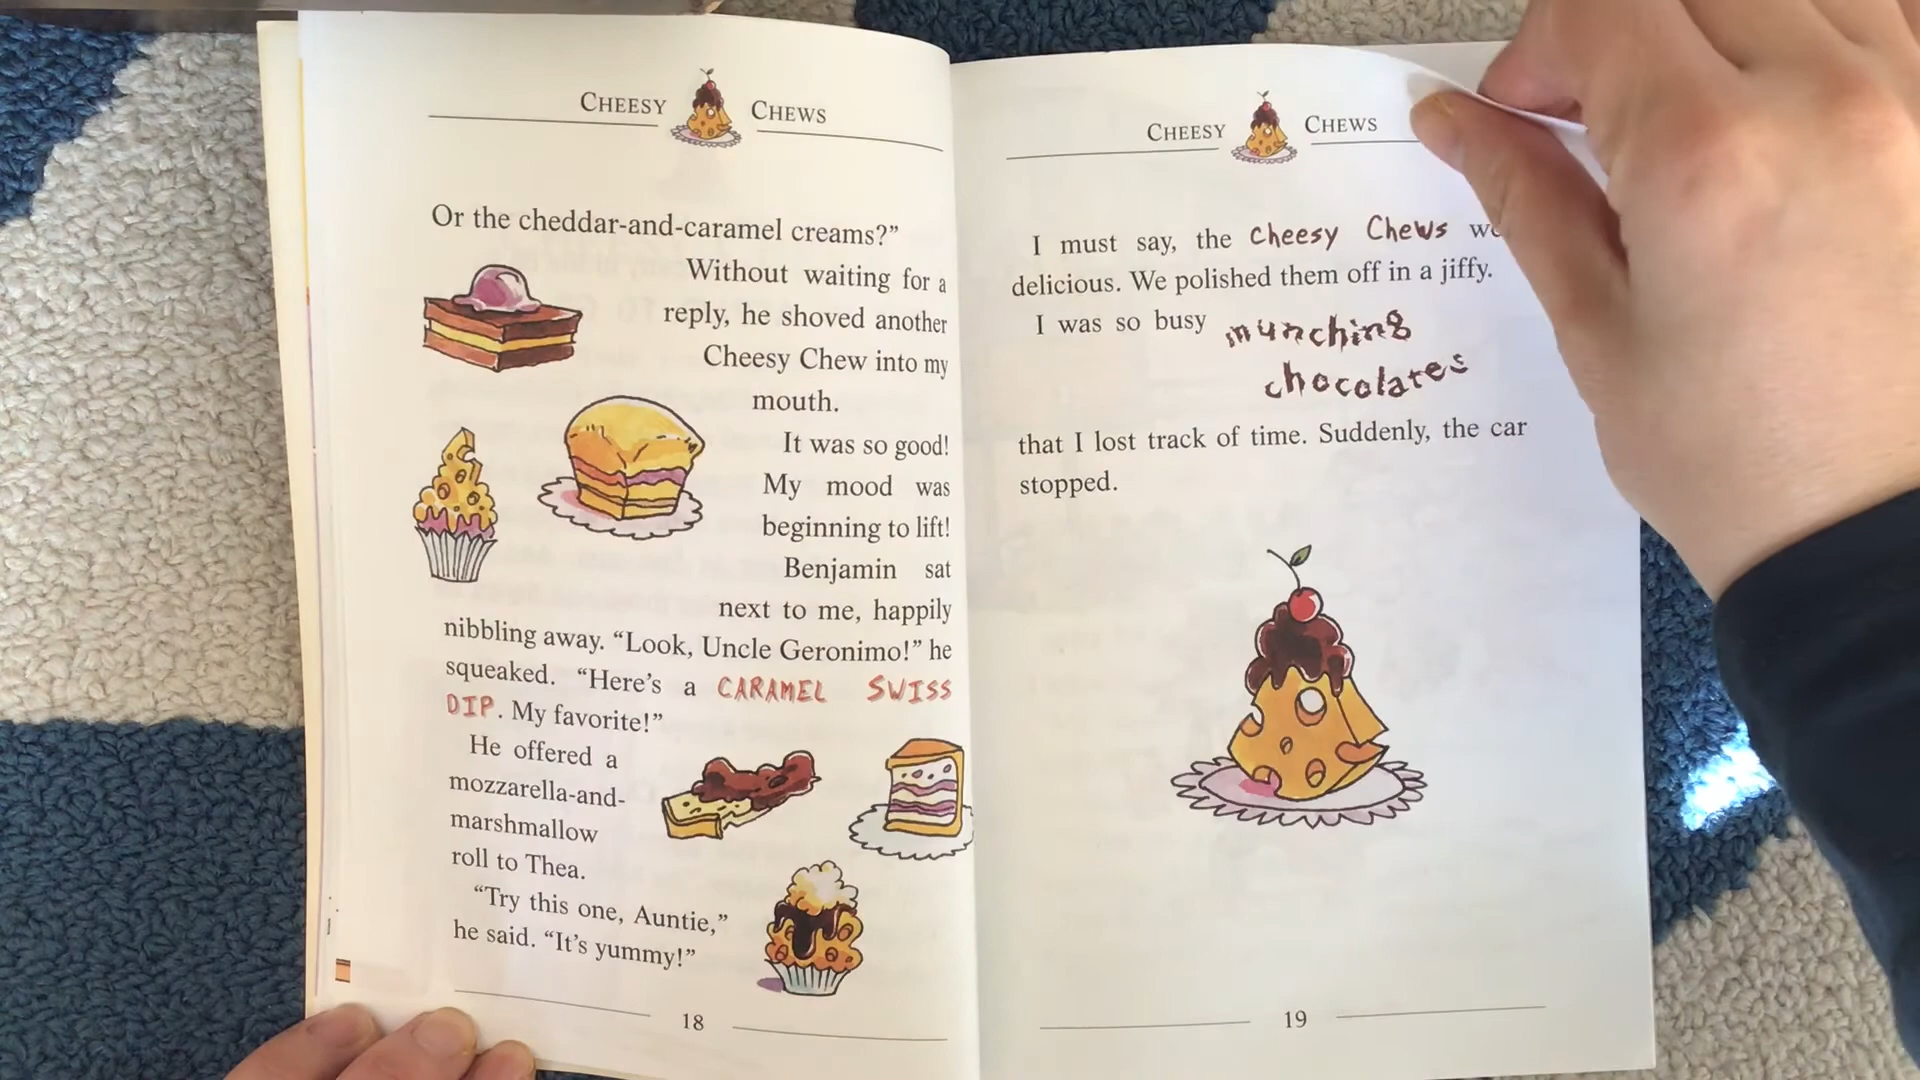 CHEESY CHEWS
Or the cheddar-and-caramel creams?”
Without waiting for a
reply, he shoved another
Cheesy Chew into my
mouth.
It was so good!
My mood was
beginning to lift!
Benjamin sat
next to me, happily
nibbling away. “Look, Uncle Geronimo!” he
squeaked. “Here’s a CARAMEL SWISS
DIP. My favorite!”
He offered a
mozzarella-and-
marshmallow
roll to Thea.
“Try this one, Auntie,”
he said. “It’s yummy!”
18
CHEESY CHEWS
I must say, the Cheesy Chews
delicious. We polished them off in a jiffy.
I was so busy munching
chocolates
that I lost track of time. Suddenly, the car
stopped.
19